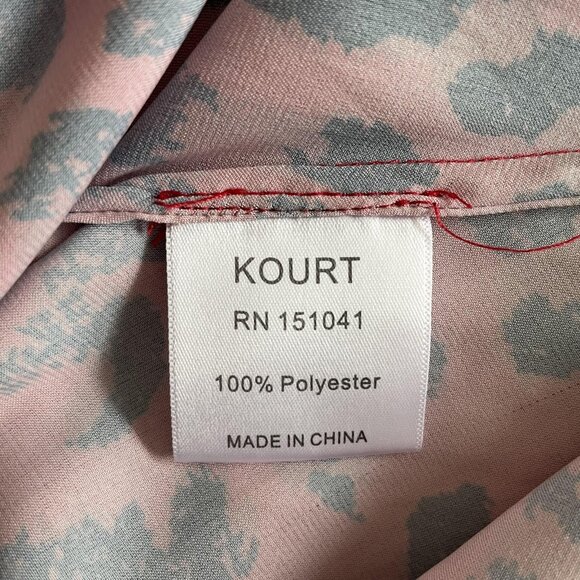 KOURT
RN 151041
100% Polyester
MADE IN CHINA